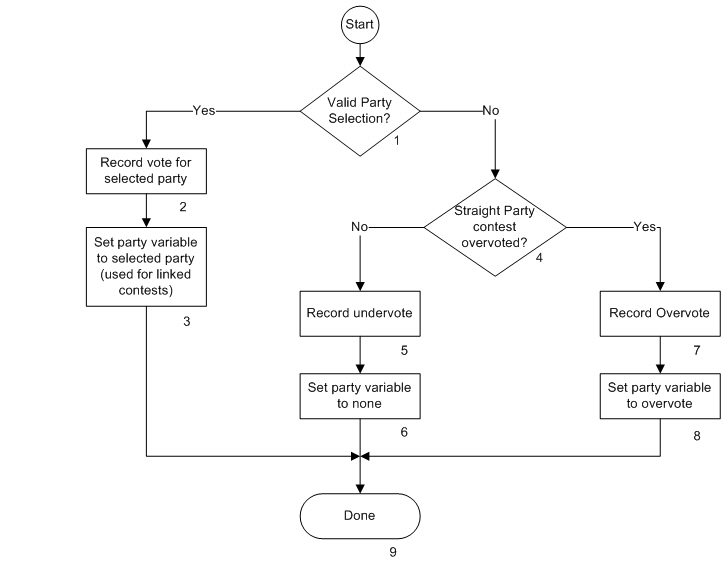 Start
Valid Party
Selection?
1
Yes
No
Record vote for
selected party
2
Straight Party
contest
overvoted?
4
No
Yes
Set party variable
to selected party
(used for linked
contests)
3
Record undervote
5
Record Overvote
7
Set party variable
to none
6
Set party variable
to overvote
8
Done
9